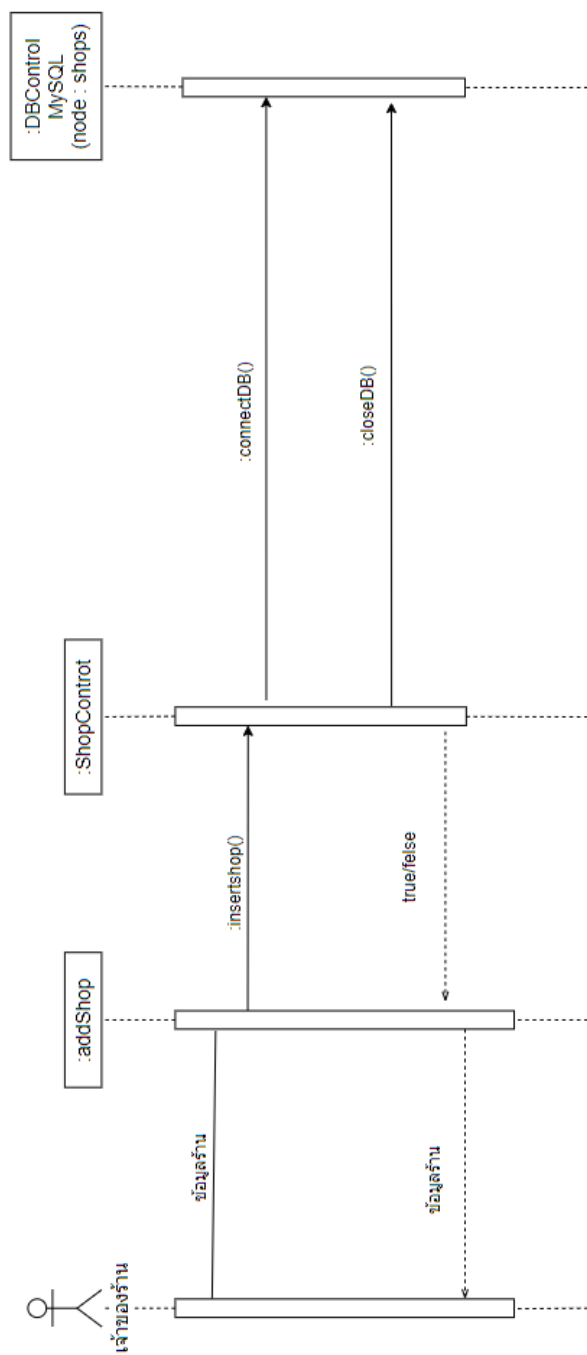 เจ้าของร้าน
:addShop
:ShopControt
:DBControl
MySQL
(node : shops)
ข้อมูลร้าน
:insertshop()
:connectDB()
:closeDB()
true/felse
ข้อมูลร้าน